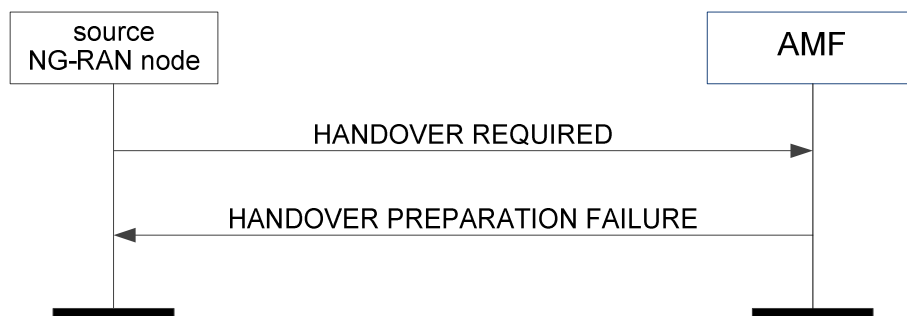 source
NG-RAN node
AMF
HANDOVER REQUIRED
HANDOVER PREPARATION FAILURE